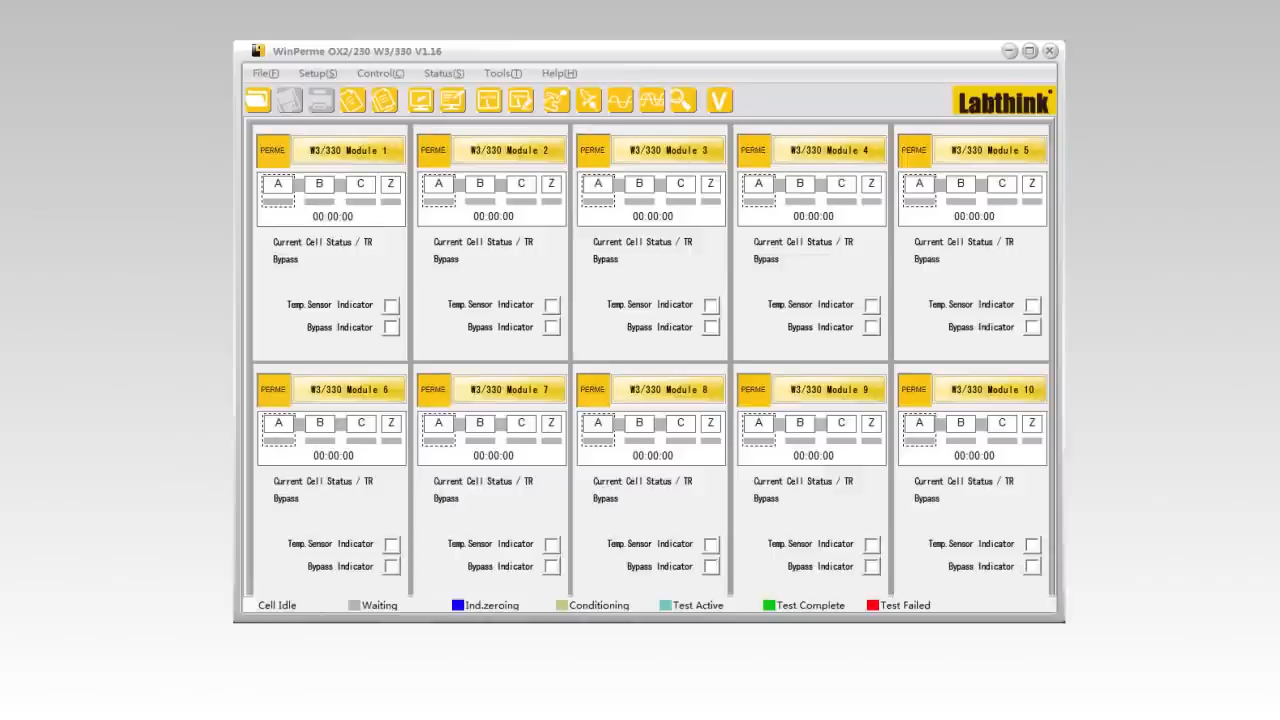 WinPerme OX2/230 W3/330 V1.16
File(F) Setup(S) Control(C) Status(S) Tools(T) Help(H)
V Labthink
PERME W3/330 Module 1 PERME W3/330 Module 2 PERME W3/330 Module 3 PERME W3/330 Module 4 PERME W3/330 Module 5
A B C Z A B C Z A B C Z A B C Z A B C Z
00:00:00 00:00:00 00:00:00 00:00:00 00:00:00
Current Cell Status / TR Current Cell Status / TR Current Cell Status / TR Current Cell Status / TR Current Cell Status / TR
Bypass Bypass Bypass Bypass Bypass
Temp.Sensor Indicator Temp.Sensor Indicator Temp.Sensor Indicator Temp.Sensor Indicator Temp.Sensor Indicator
Bypass Indicator Bypass Indicator Bypass Indicator Bypass Indicator Bypass Indicator
PERME W3/330 Module 6 PERME W3/330 Module 7 PERME W3/330 Module 8 PERME W3/330 Module 9 PERME W3/330 Module 10
A B C Z A B C Z A B C Z A B C Z A B C Z
00:00:00 00:00:00 00:00:00 00:00:00 00:00:00
Current Cell Status / TR Current Cell Status / TR Current Cell Status / TR Current Cell Status / TR Current Cell Status / TR
Bypass Bypass Bypass Bypass Bypass
Temp.Sensor Indicator Temp.Sensor Indicator Temp.Sensor Indicator Temp.Sensor Indicator Temp.Sensor Indicator
Bypass Indicator Bypass Indicator Bypass Indicator Bypass Indicator Bypass Indicator
Cell Idle Waiting Ind.zeroing Conditioning Test Active Test Complete Test Failed